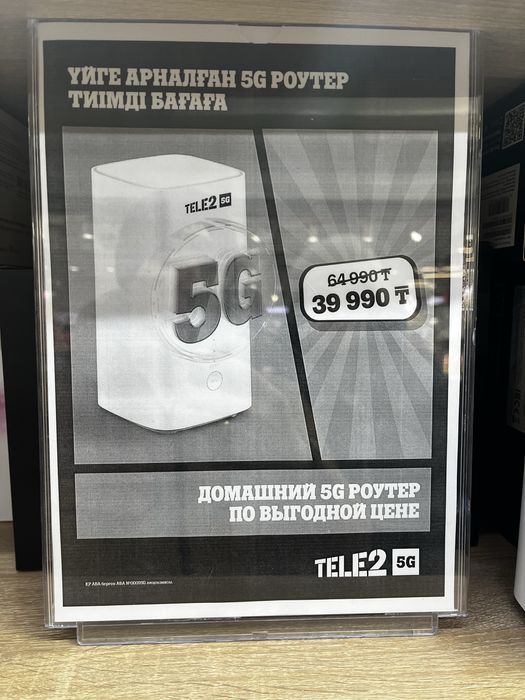 ҮЙГЕ АРНАЛҒАН 5G РОУТЕР
ТИІМДІ БАҒАҒА
TELE2 5G
5G
64 990 ₸
39 990 ₸
ДОМАШНИЙ 5G РОУТЕР
ПО ВЫГОДНОЙ ЦЕНЕ
TELE2 5G